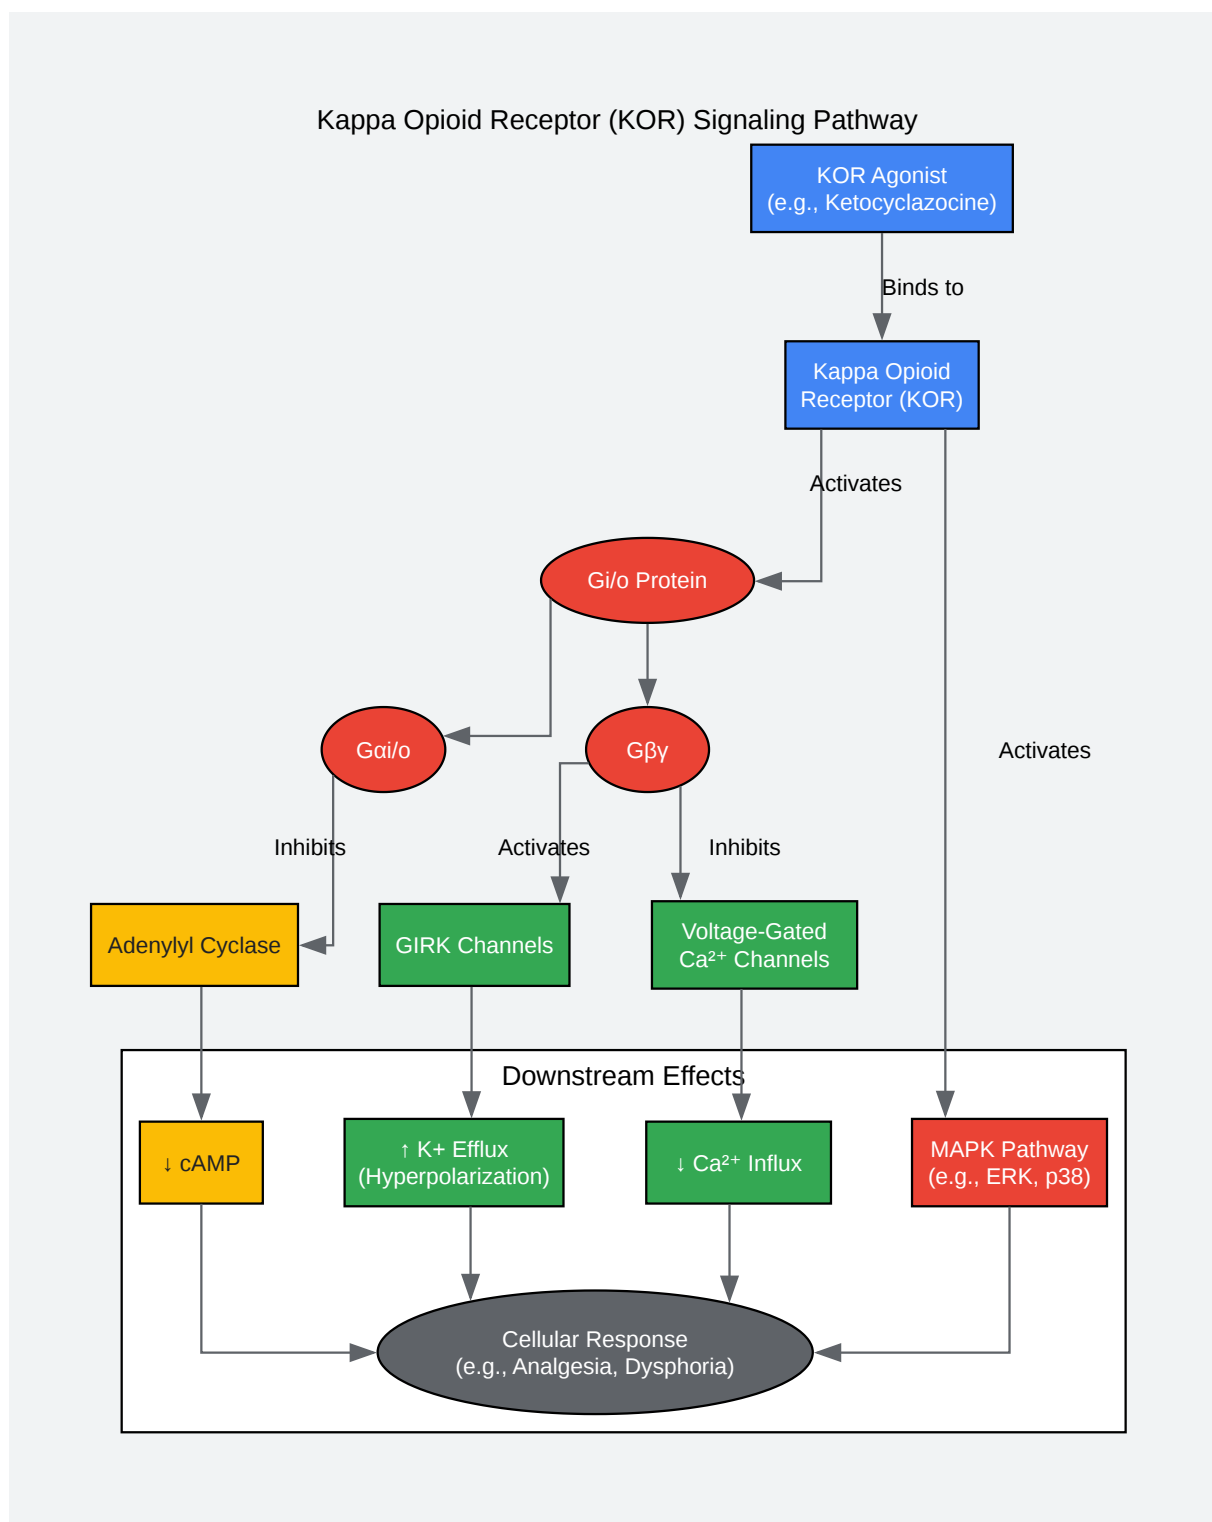 Kappa Opioid Receptor (KOR) Signaling Pathway
KOR Agonist
(e.g., Ketocyclazocine)
Binds to
Kappa Opioid
Receptor (KOR)
Activates
Gi/o Protein
Gαi/o
Gβγ
Activates
Inhibits
Activates
Inhibits
Adenylyl Cyclase
GIRK Channels
Voltage-Gated
Ca²⁺ Channels
Downstream Effects
↓ cAMP
↑ K+ Efflux
(Hyperpolarization)
↓ Ca²⁺ Influx
MAPK Pathway
(e.g., ERK, p38)
Cellular Response
(e.g., Analgesia, Dysphoria)